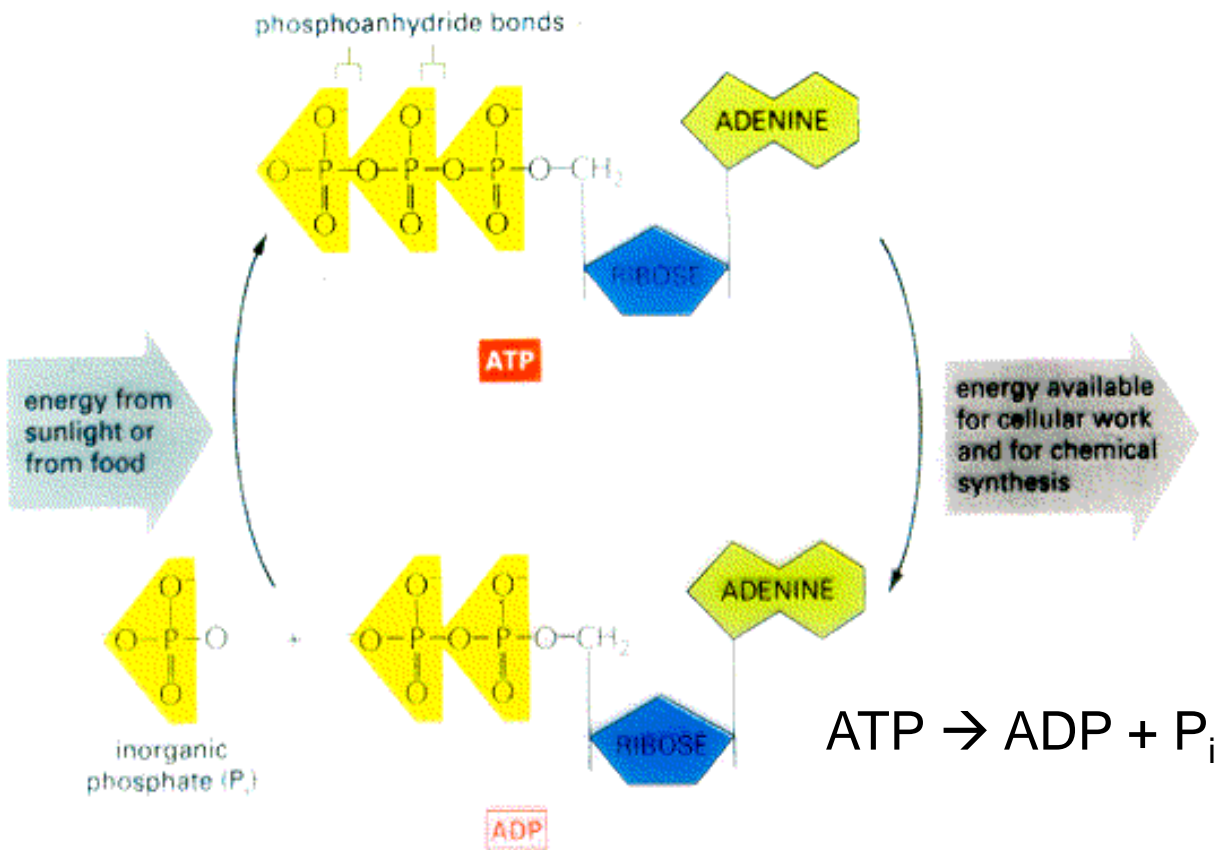 phosphoanhydride bonds
O⁻ O⁻ O⁻
O–P–O–P–O–P–O–CH₂
O O O
ADENINE
RIBOSE
ATP
energy from
sunlight or
from food
energy available
for cellular work
and for chemical
synthesis
O⁻
O–P–O
O
+
O⁻ O⁻
O–P–O–P–O–CH₂
O O
ADENINE
RIBOSE
inorganic
phosphate (Pᵢ)
ADP
ATP → ADP + Pᵢ